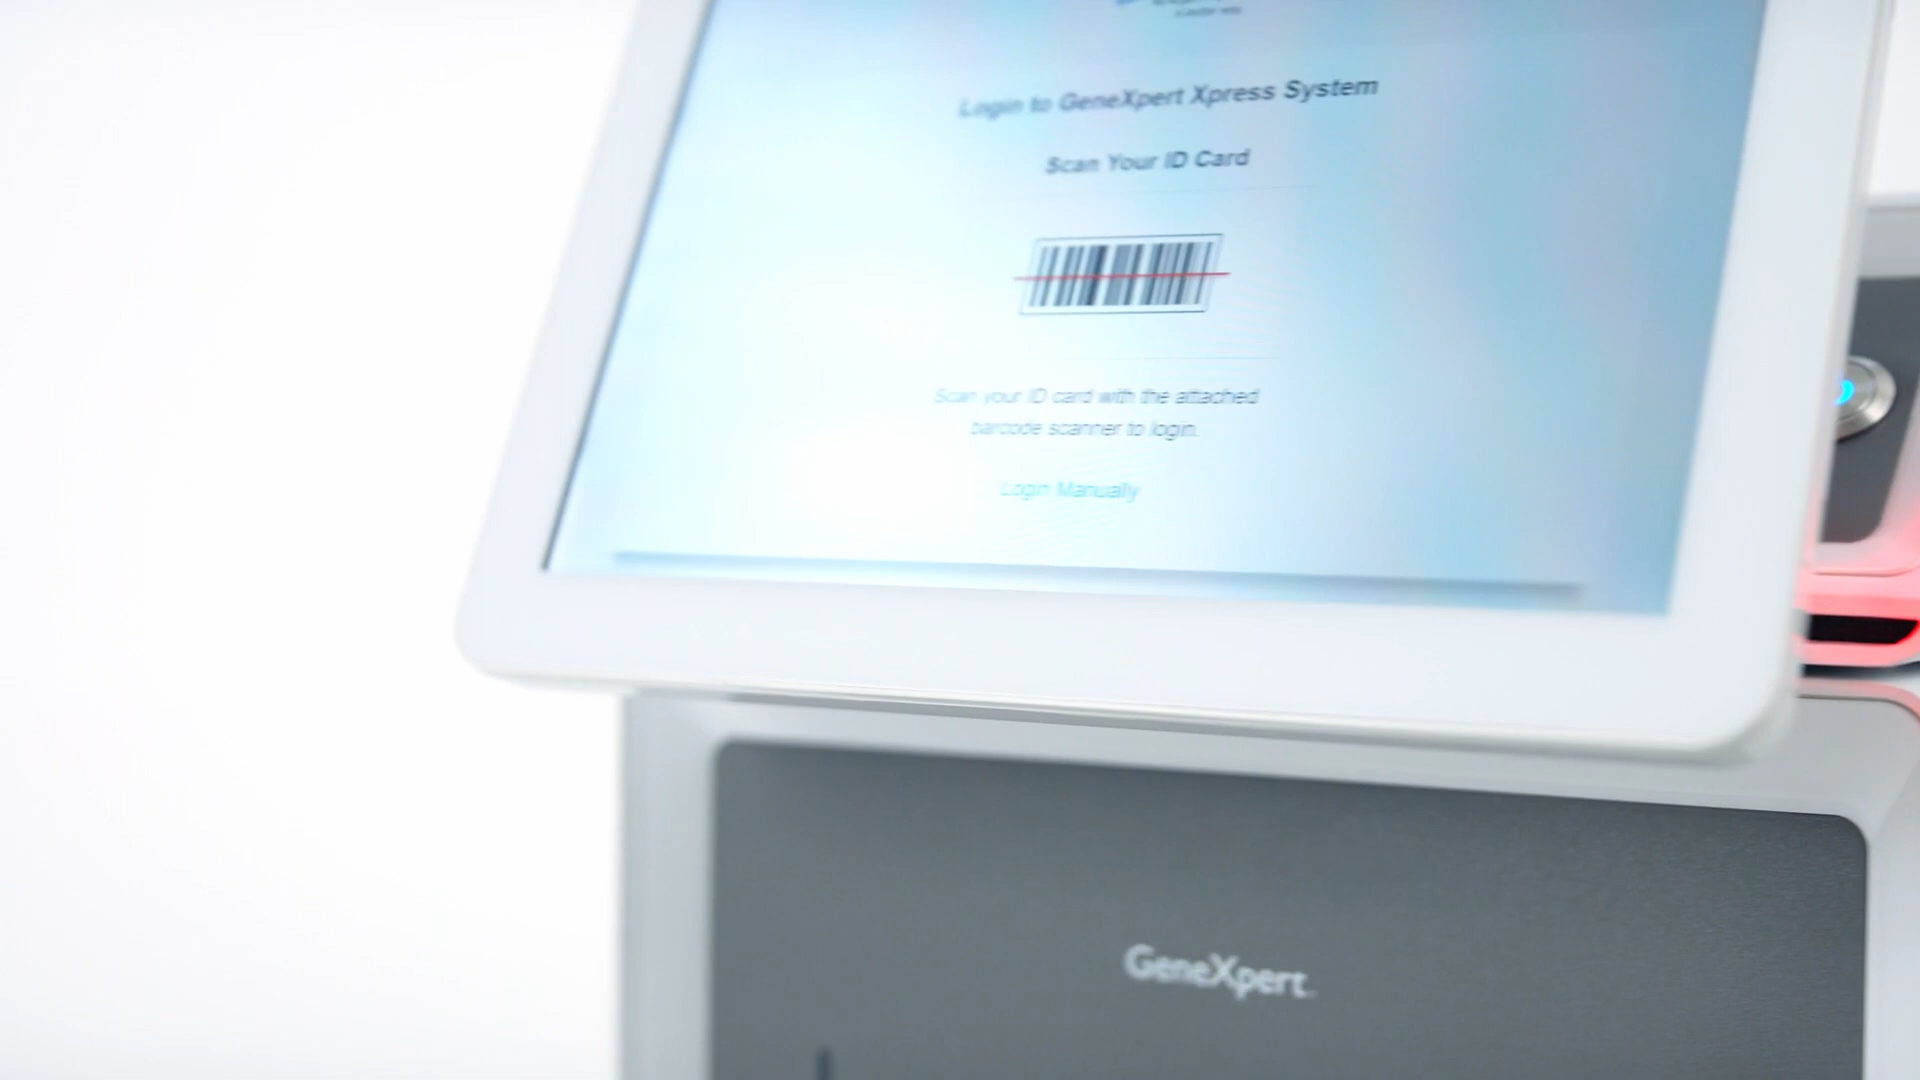 Login to GeneXpert Xpress System
Scan Your ID Card
Scan your ID card with the attached
barcode scanner to login.
Login Manually
GeneXpert